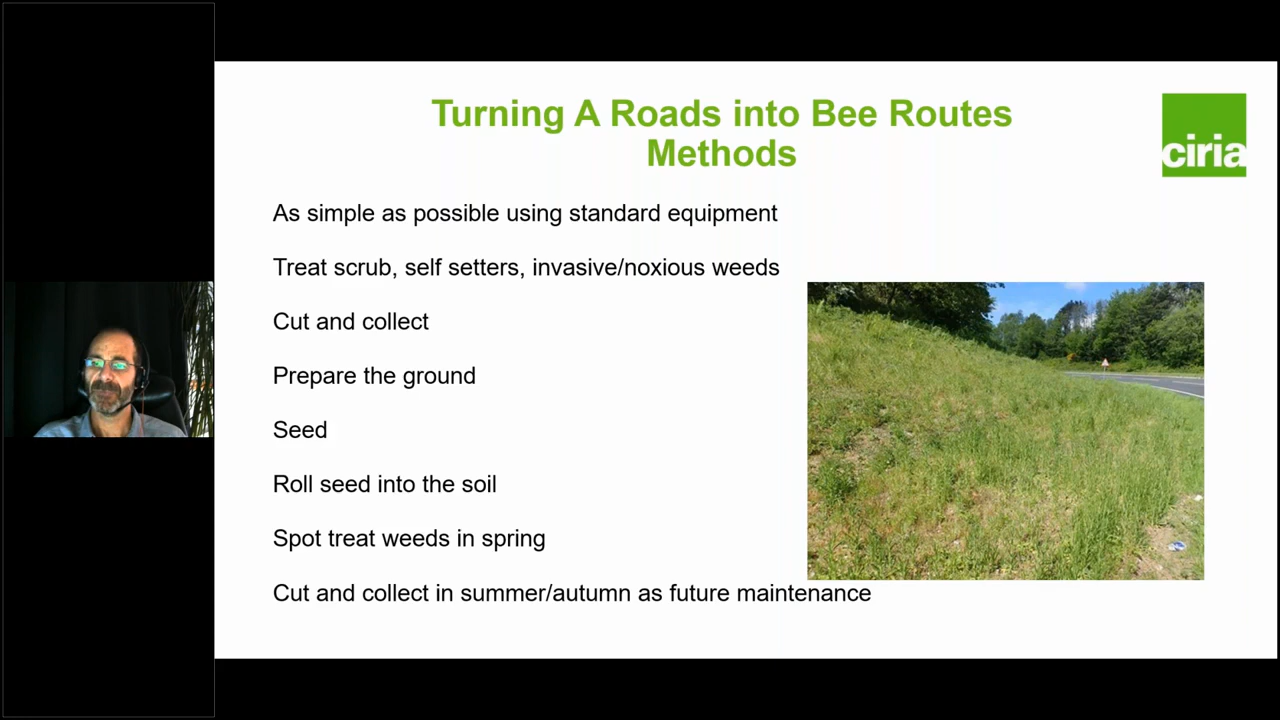 Turning A Roads into Bee Routes
Methods
ciria
As simple as possible using standard equipment
Treat scrub, self setters, invasive/noxious weeds
Cut and collect
Prepare the ground
Seed
Roll seed into the soil
Spot treat weeds in spring
Cut and collect in summer/autumn as future maintenance